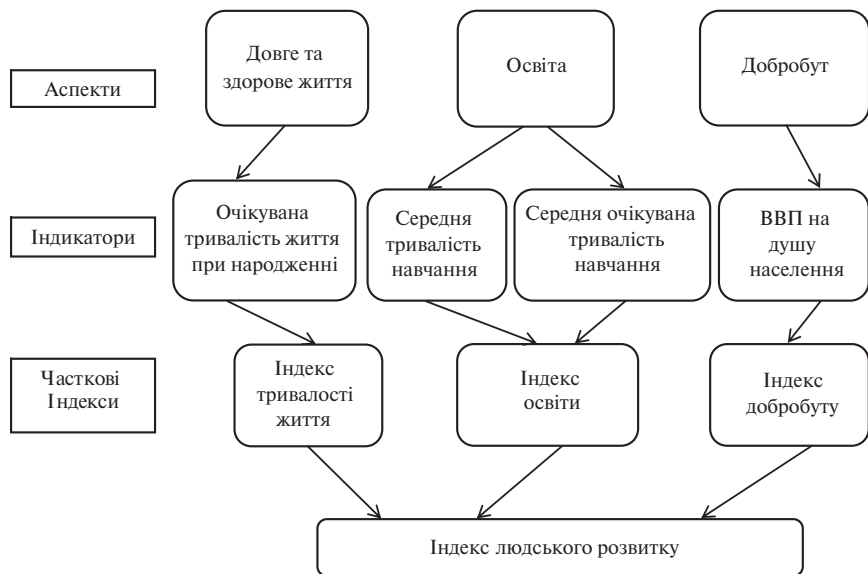 Аспекти
Довге та
здорове життя
Освіта
Добробут
Індикатори
Очікувана
тривалість життя
при народженні
Середня
тривалість
навчання
Середня очікувана
тривалість
навчання
ВВП на
душу
населення
Часткові
Індекси
Індекс
тривалості
життя
Індекс
освіти
Індекс
добробуту
Індекс людського розвитку